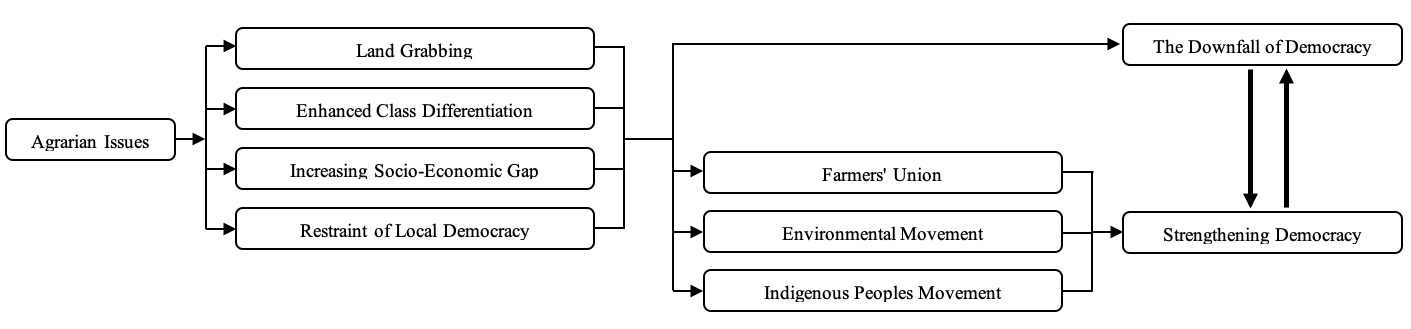 Agrarian Issues
Land Grabbing
Enhanced Class Differentiation
Increasing Socio-Economic Gap
Restraint of Local Democracy
Farmers' Union
Environmental Movement
Indigenous Peoples Movement
The Downfall of Democracy
Strengthening Democracy